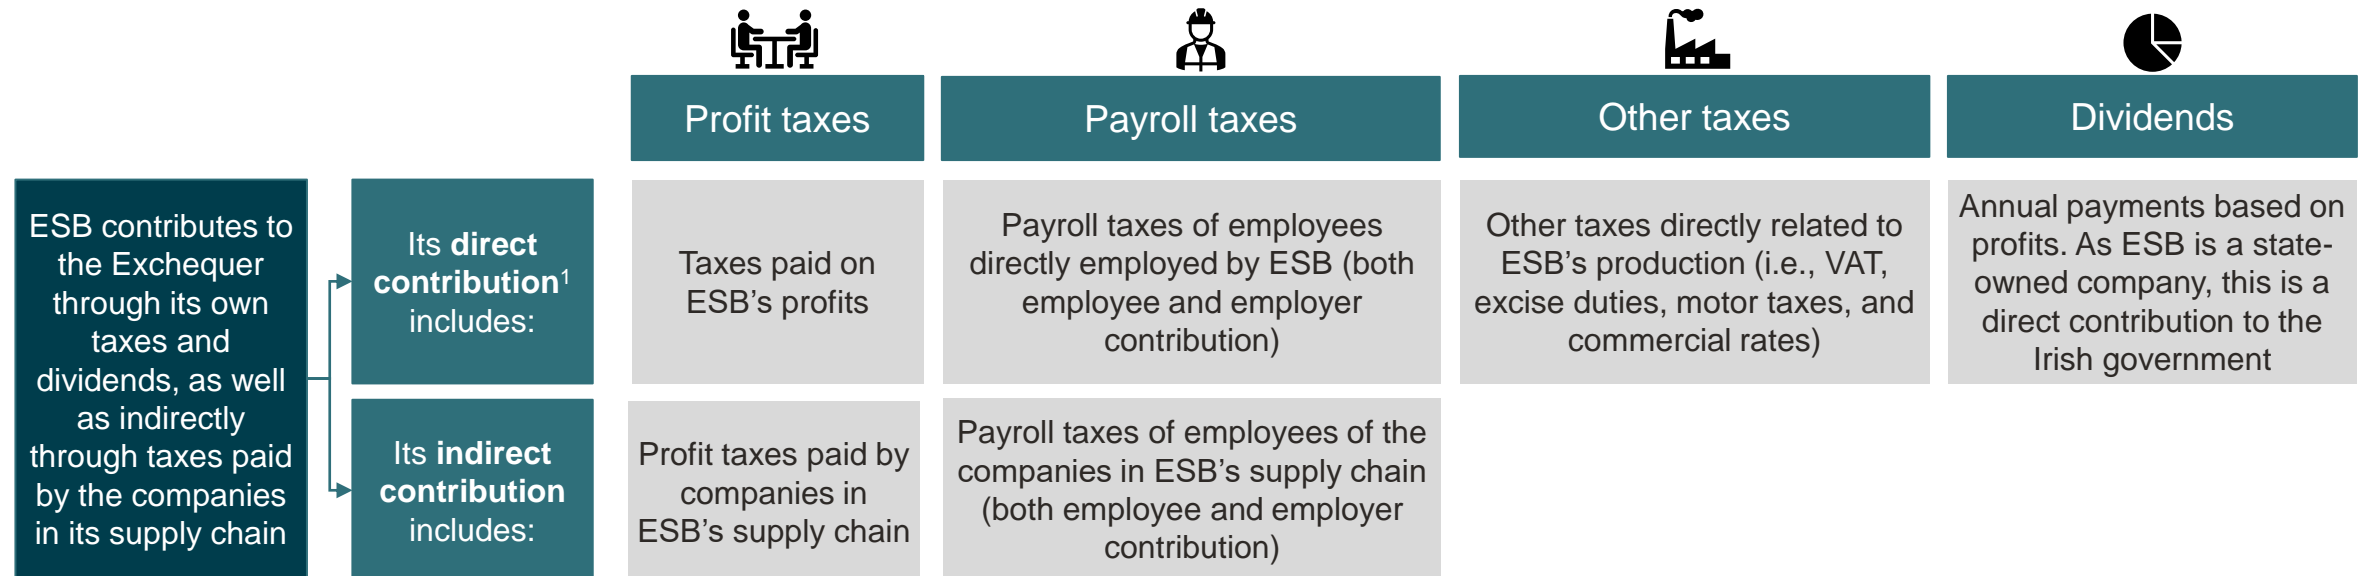 Profit taxes
Payroll taxes
Other taxes
Dividends
ESB contributes to
the Exchequer
through its own
taxes and
dividends, as well
as indirectly
through taxes paid
by the companies
in its supply chain
Its direct
contribution1
includes:
Taxes paid on
ESB’s profits
Payroll taxes of employees
directly employed by ESB (both
employee and employer
contribution)
Other taxes directly related to
ESB’s production (i.e., VAT,
excise duties, motor taxes, and
commercial rates)
Annual payments based on
profits. As ESB is a state-
owned company, this is a
direct contribution to the
Irish government
Its indirect
contribution
includes:
Profit taxes paid by
companies in
ESB’s supply chain
Payroll taxes of employees of the
companies in ESB’s supply chain
(both employee and employer
contribution)